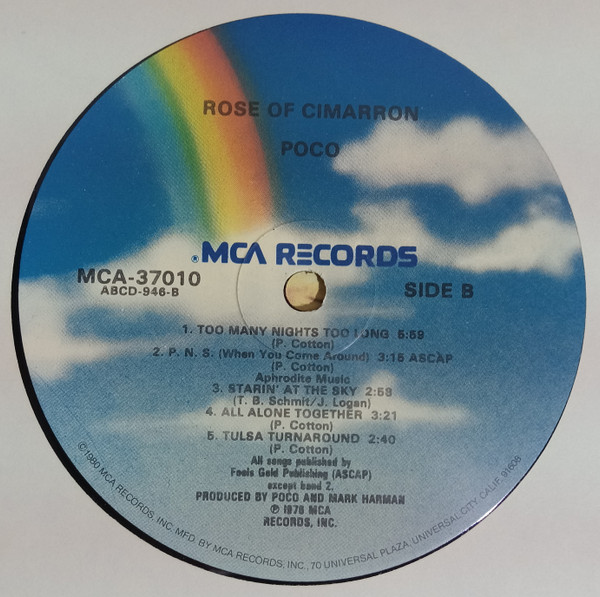 ROSE OF CIMARRON
POCO
®MCA RECORDS
MCA-37010
ABCD-946-B
SIDE B
1. TOO MANY NIGHTS TOO LONG 5:59
(P. Cotton)
2. P. N. S. (When You Come Around) 3:15 ASCAP
(P. Cotton)
Aphrodite Music
3. STARIN' AT THE SKY 2:58
(T. B. Schmit/J. Logan)
4. ALL ALONE TOGETHER 3:21
(P. Cotton)
5. TULSA TURNAROUND 2:40
(P. Cotton)
All songs published by
Fools Gold Publishing (ASCAP)
except band 2.
PRODUCED BY POCO AND MARK HARMAN
℗ 1976 MCA
RECORDS, INC.
©1980 MCA RECORDS, INC. MFD. BY MCA RECORDS, INC., 70 UNIVERSAL PLAZA, UNIVERSAL CITY, CALIF. 91608